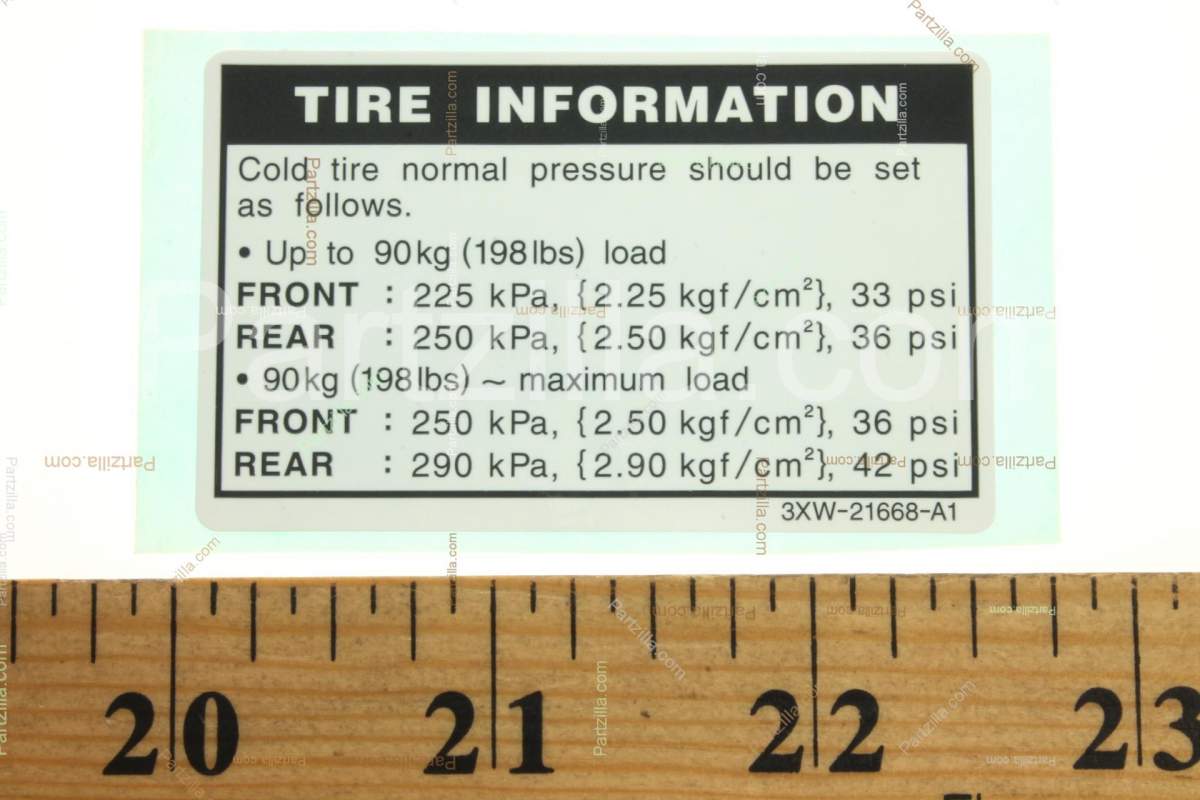 TIRE INFORMATION
Cold tire normal pressure should be set
as follows.
• Up to 90kg (198lbs) load
FRONT : 225 kPa, {2.25 kgf/cm²}, 33 psi
REAR : 250 kPa, {2.50 kgf/cm²}, 36 psi
• 90kg (198lbs) ~ maximum load
FRONT : 250 kPa, {2.50 kgf/cm²}, 36 psi
REAR : 290 kPa, {2.90 kgf/cm²}, 42 psi
3XW-21668-A1
Partzilla.com
20 21 22 23